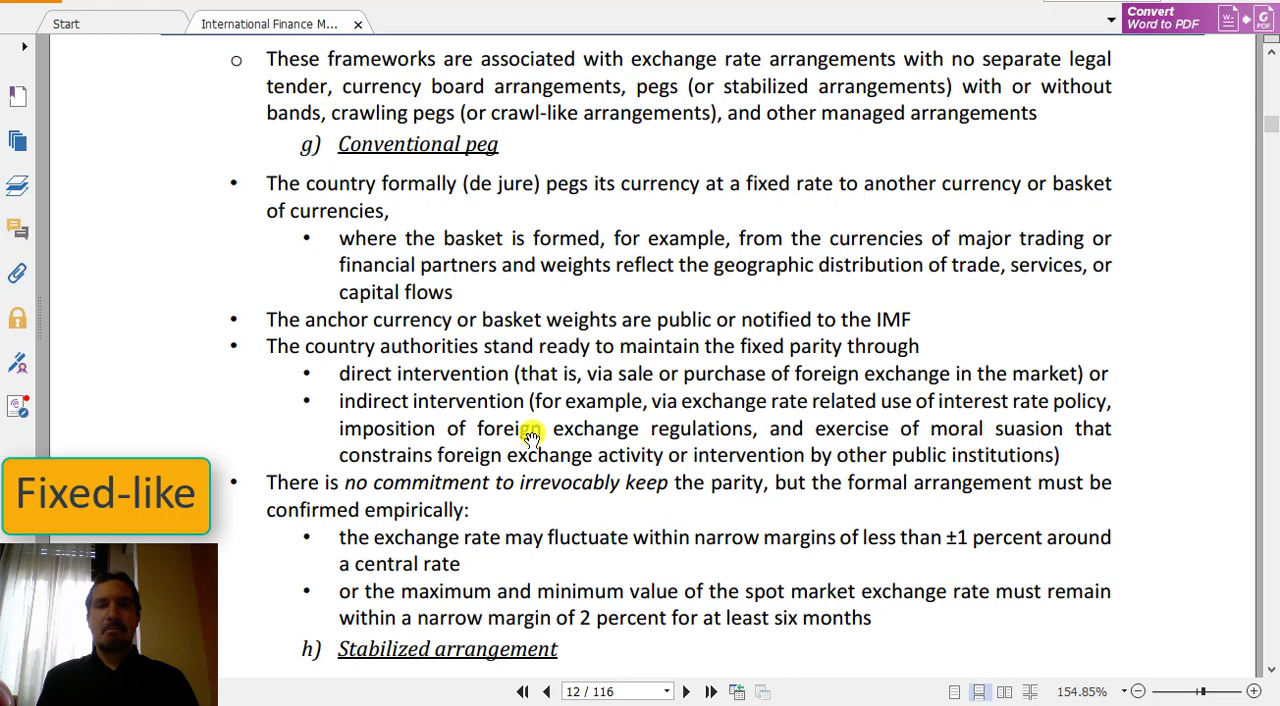 Convert
Word to PDF
Start
International Finance M...
o These frameworks are associated with exchange rate arrangements with no separate legal
tender, currency board arrangements, pegs (or stabilized arrangements) with or without
bands, crawling pegs (or crawl-like arrangements), and other managed arrangements
g) Conventional peg
• The country formally (de jure) pegs its currency at a fixed rate to another currency or basket
of currencies,
• where the basket is formed, for example, from the currencies of major trading or
financial partners and weights reflect the geographic distribution of trade, services, or
capital flows
• The anchor currency or basket weights are public or notified to the IMF
• The country authorities stand ready to maintain the fixed parity through
• direct intervention (that is, via sale or purchase of foreign exchange in the market) or
• indirect intervention (for example, via exchange rate related use of interest rate policy,
imposition of foreign exchange regulations, and exercise of moral suasion that
constrains foreign exchange activity or intervention by other public institutions)
Fixed-like
• There is no commitment to irrevocably keep the parity, but the formal arrangement must be
confirmed empirically:
• the exchange rate may fluctuate within narrow margins of less than ±1 percent around
a central rate
• or the maximum and minimum value of the spot market exchange rate must remain
within a narrow margin of 2 percent for at least six months
h) Stabilized arrangement
12 / 116
154.85%